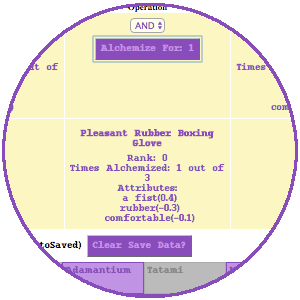 Operation
AND
Alchemize For: 1
ut of
Times
com
Pleasant Rubber Boxing
Glove
Rank: 0
Times Alchemized: 1 out of
3
Attributes:
a fist(0.4)
rubber(-0.3)
comfortable(-0.1)
toSaved)
Clear Save Data?
Adamantium
Tatami